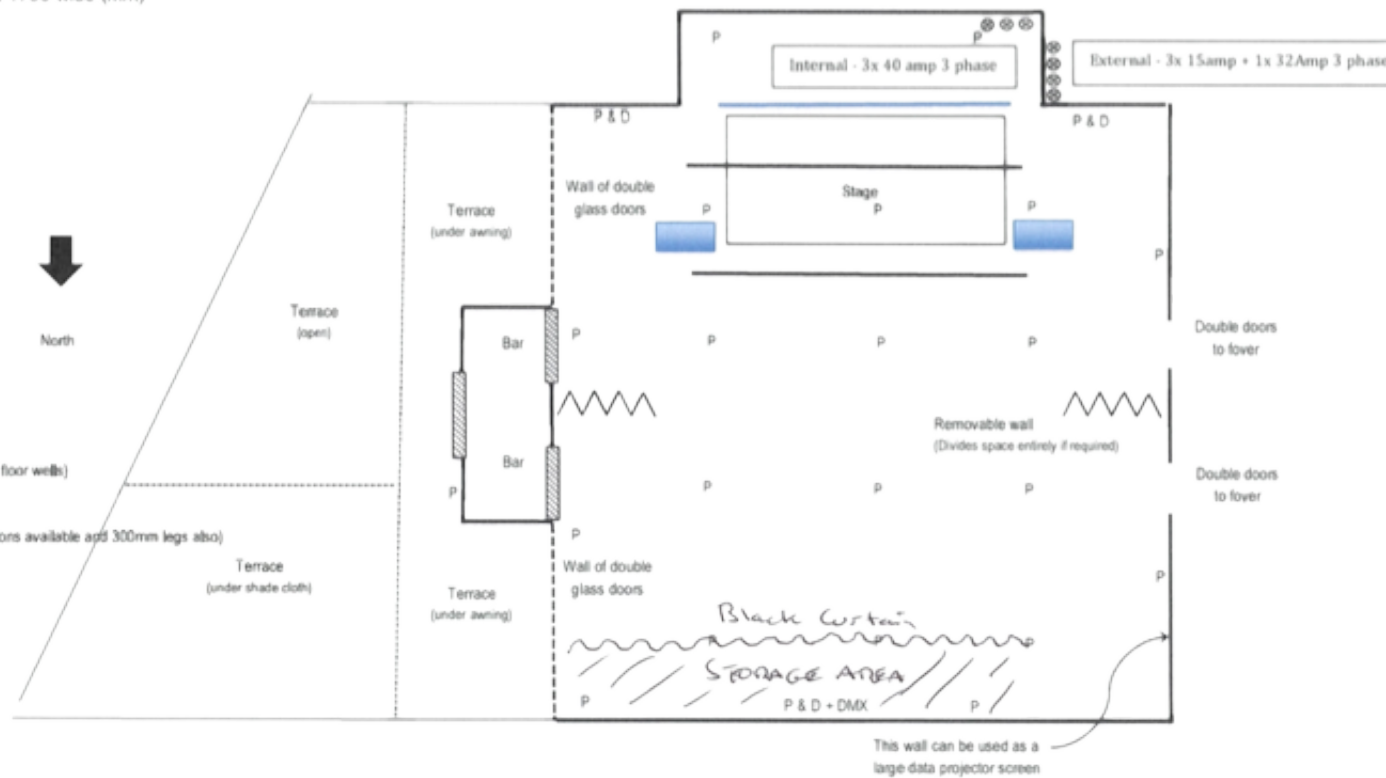 P
P
Internal - 3x 40 amp 3 phase
External - 3x 15amp + 1x 32Amp 3 phase
P & D
P & D
Wall of double
glass doors
Stage
P
P
P
Terrace
(under awning)
P
Terrace
(open)
North
Bar
P
P
P
P
Double doors
to fover
Removable wall
(Divides space entirely if required)
Bar
floor wells)
P
P
P
P
Double doors
to fover
P
ons available and 300mm legs also)
Terrace
(under shade cloth)
Wall of double
glass doors
P
Terrace
(under awning)
Black Curtain
P
P
P
STORAGE AREA
P
P & D + DMX
P
This wall can be used as a
large data projector screen